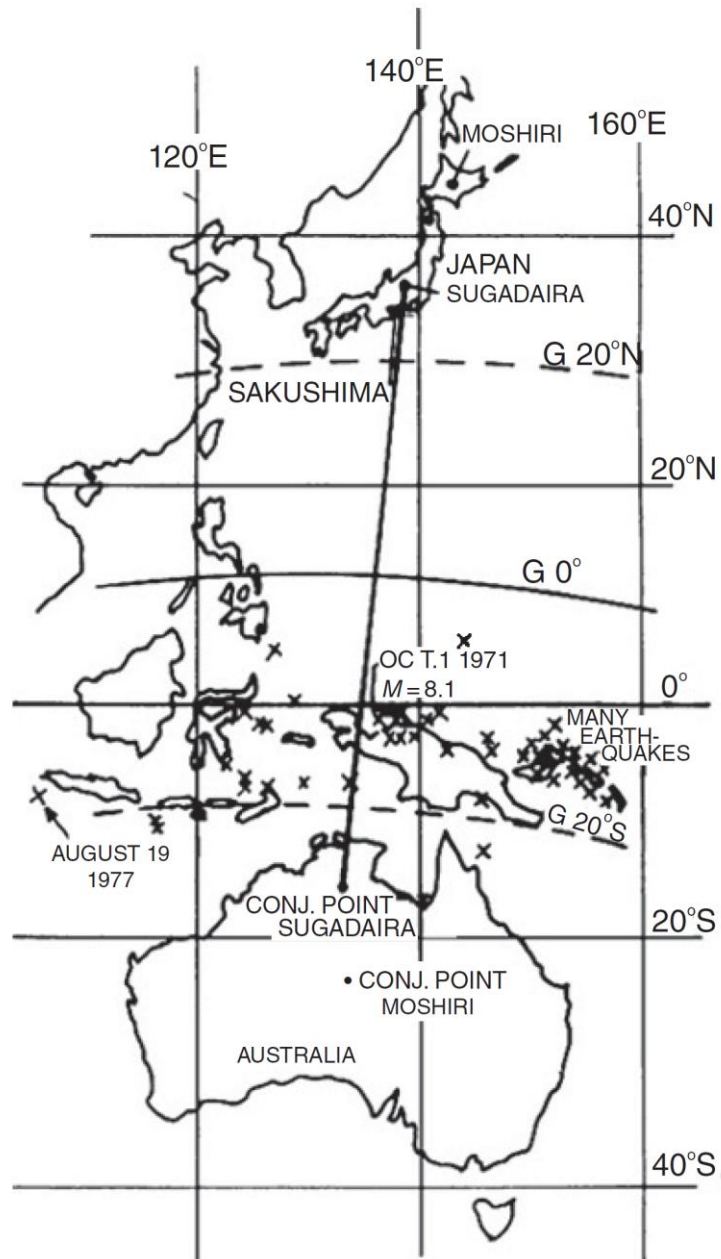 140°E
MOSHIRI
160°E
120°E
40°N
JAPAN
SUGADAIRA
G 20°N
SAKUSHIMA
20°N
G 0°
OC T.1 1971
M = 8.1
0°
MANY
EARTH-
QUAKES
G 20°S
AUGUST 19
1977
CONJ. POINT
SUGADAIRA
20°S
CONJ. POINT
MOSHIRI
AUSTRALIA
40°S